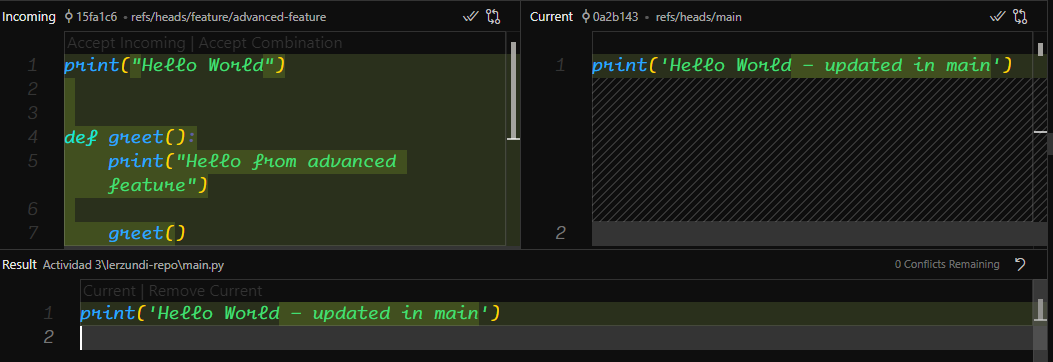 Incoming 15fa1c6 • refs/heads/feature/advanced-feature
Accept Incoming | Accept Combination
1 print("Hello World")
2
3
4 def greet():
5 print("Hello from advanced
feature")
6
7 greet()
Current 0a2b143 • refs/heads/main
1 print('Hello World - updated in main')
2
Result Actividad 3\lerzundi-repo\main.py
0 Conflicts Remaining
Current | Remove Current
1 print('Hello World - updated in main')
2